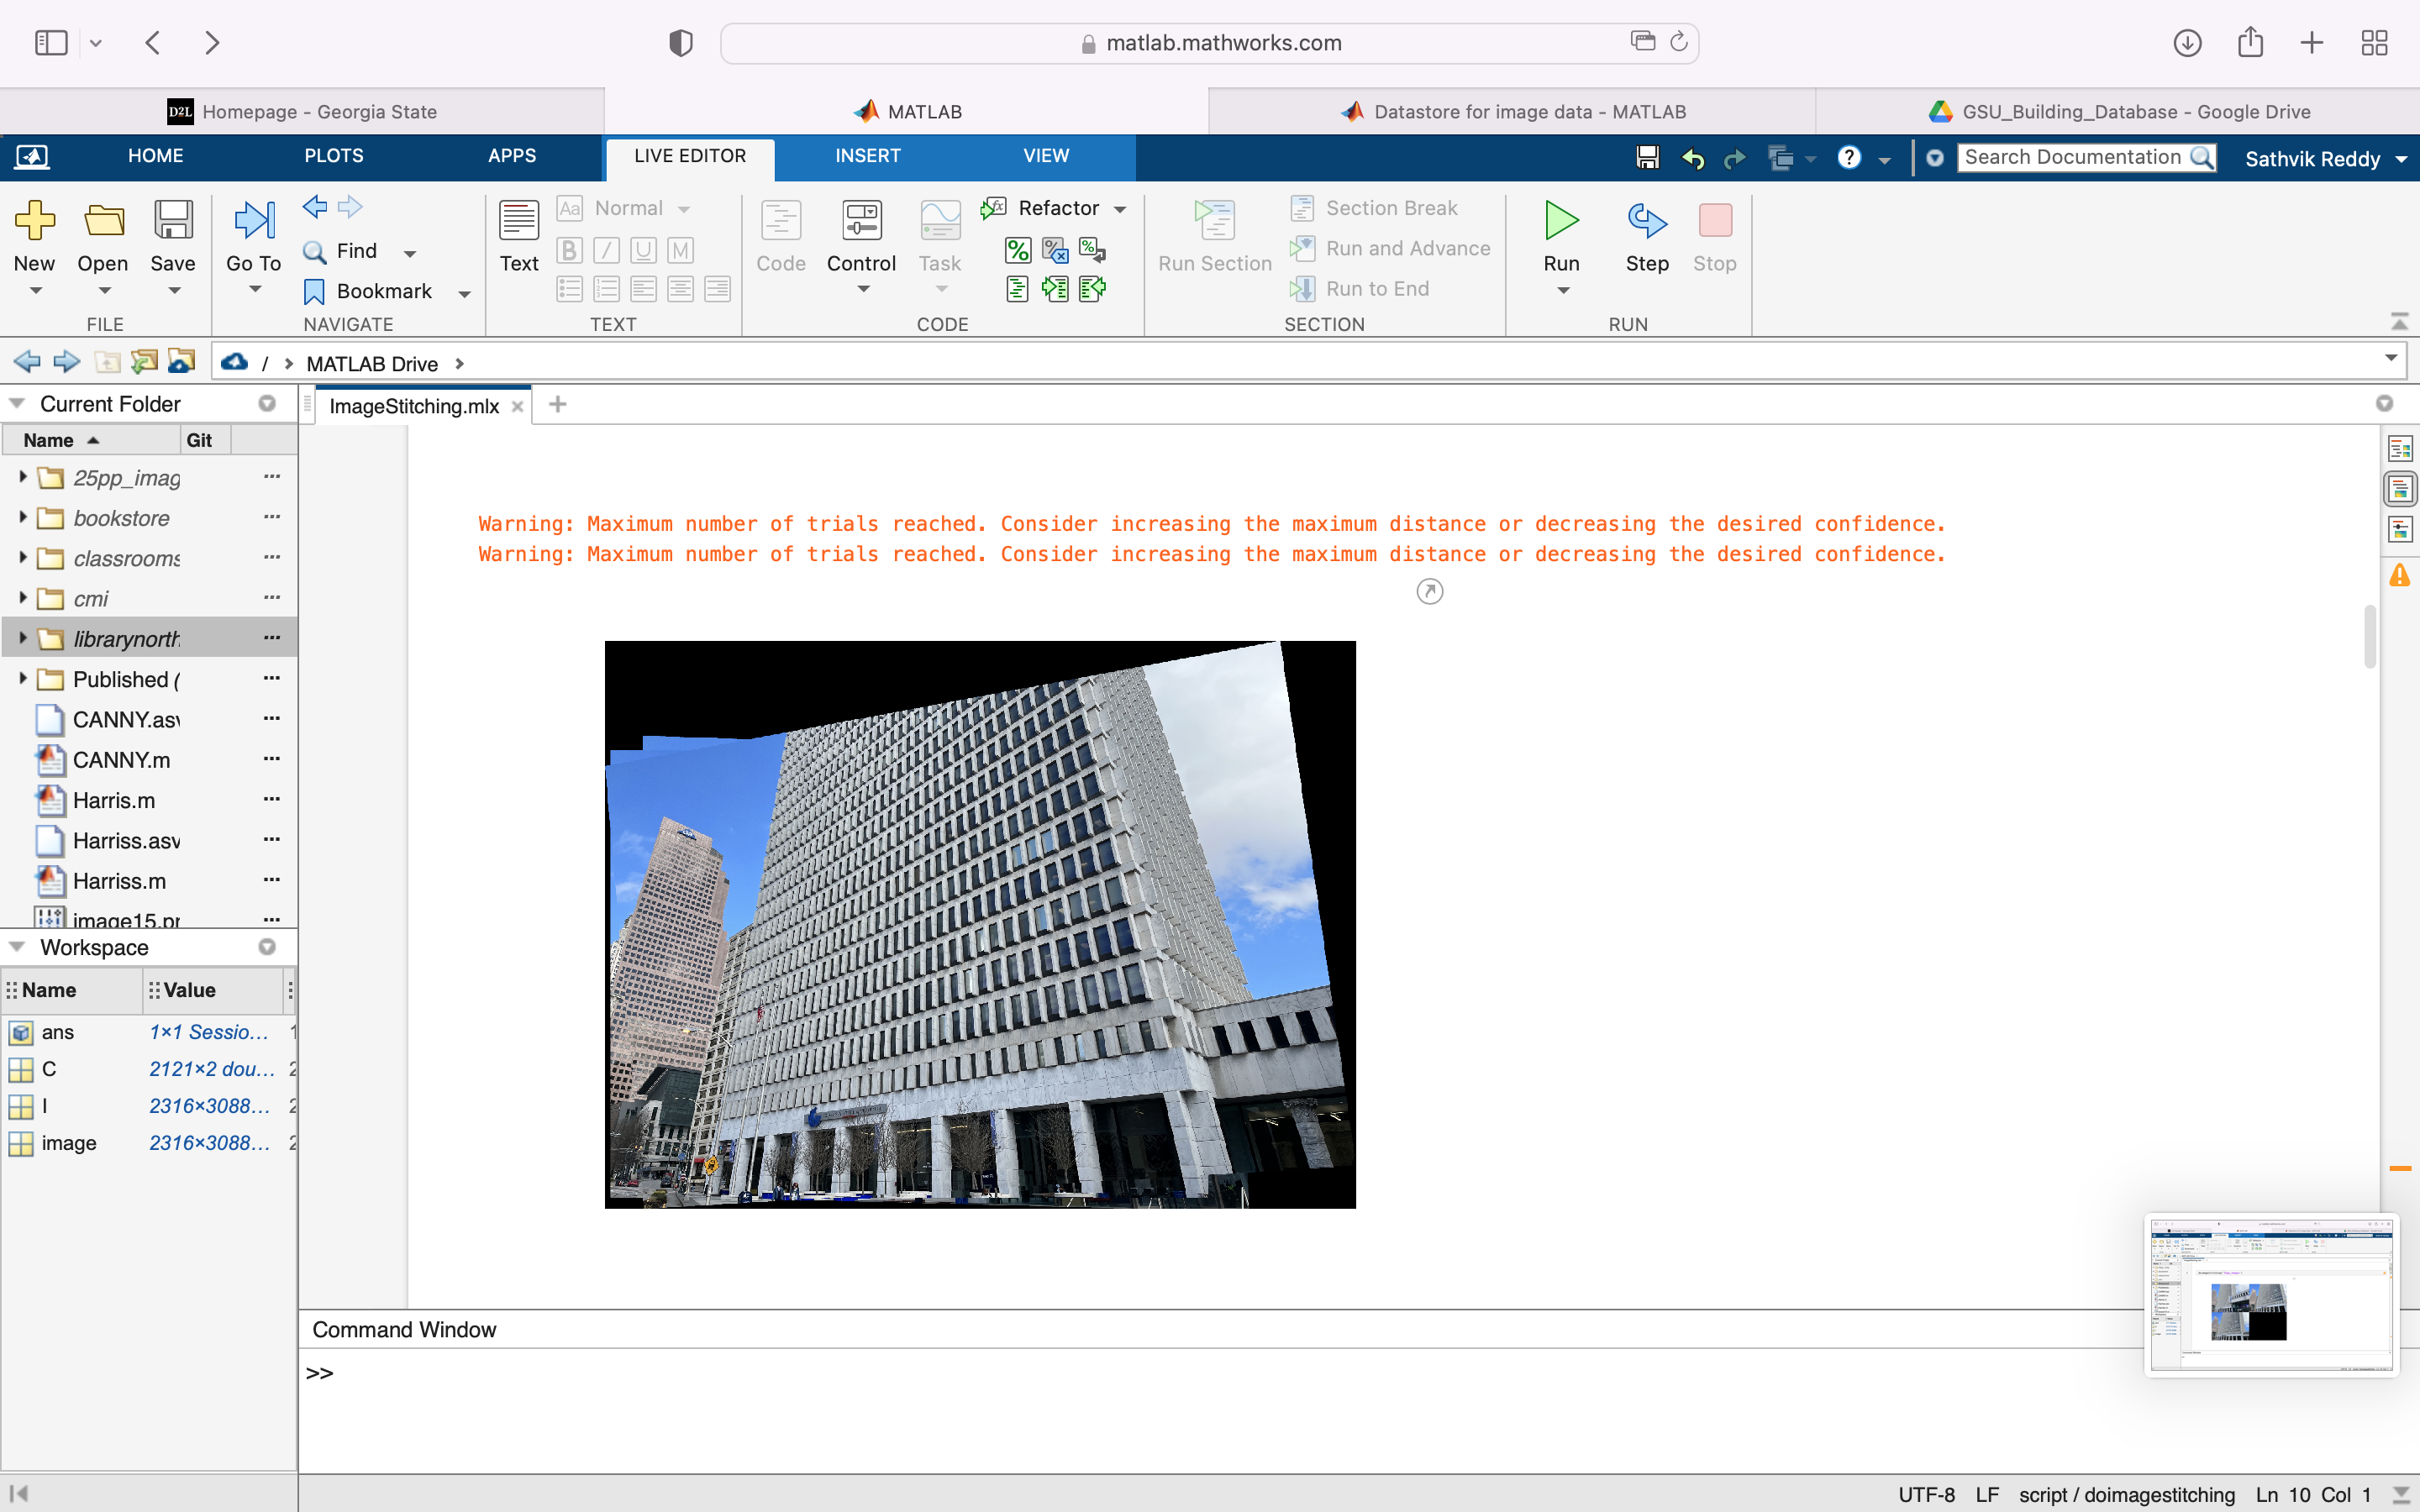 matlab.mathworks.com
D2L Homepage - Georgia State
MATLAB
Datastore for image data - MATLAB
GSU_Building_Database - Google Drive
HOME PLOTS APPS LIVE EDITOR INSERT VIEW
Search Documentation
Sathvik Reddy
New Open Save
FILE
Go To Find Bookmark
NAVIGATE
Text Aa Normal
B I U M
TEXT
Code Control Task Refactor
CODE
Run Section Section Break
Run and Advance
Run to End
SECTION
Run Step Stop
RUN
/ > MATLAB Drive >
Current Folder
Name Git
25pp_imag
bookstore
classrooms
cmi
librarynorth
Published (
CANNY.asv
CANNY.m
Harris.m
Harriss.asv
Harriss.m
image15.pr
Workspace
Name Value
ans 1×1 Sessio... 1
C 2121×2 dou... 2
I 2316×3088... 2
image 2316×3088... 2
ImageStitching.mlx
Warning: Maximum number of trials reached. Consider increasing the maximum distance or decreasing the desired confidence.
Warning: Maximum number of trials reached. Consider increasing the maximum distance or decreasing the desired confidence.
Command Window
>>
UTF-8 LF script / doimagestitching Ln 10 Col 1